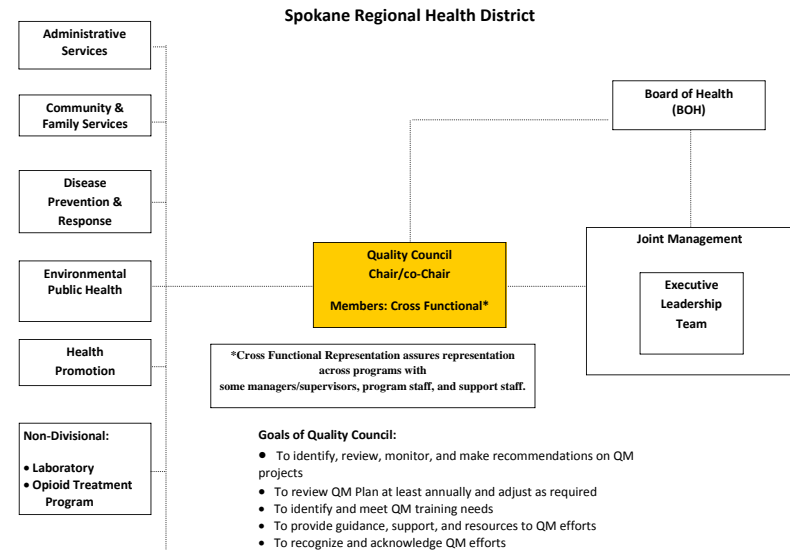 Spokane Regional Health District
Administrative
Services
Community &
Family Services
Disease
Prevention &
Response
Environmental
Public Health
Health
Promotion
Non-Divisional:
• Laboratory
• Opioid Treatment
Program
Board of Health
(BOH)
Quality Council
Chair/co-Chair
Members: Cross Functional*
Joint Management
Executive
Leadership
Team
*Cross Functional Representation assures representation
across programs with
some managers/supervisors, program staff, and support staff.
Goals of Quality Council:
• To identify, review, monitor, and make recommendations on QM
projects
• To review QM Plan at least annually and adjust as required
• To identify and meet QM training needs
• To provide guidance, support, and resources to QM efforts
• To recognize and acknowledge QM efforts